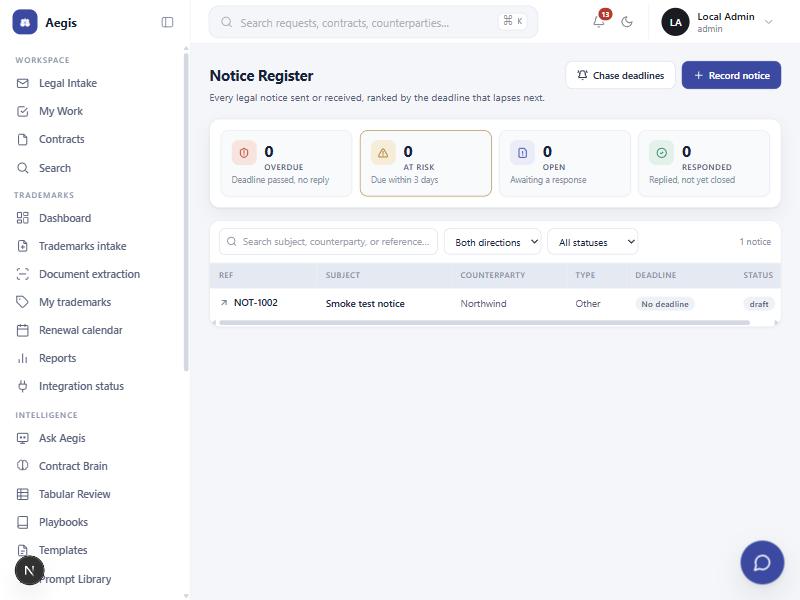 Aegis
Search requests, contracts, counterparties...
⌘ K
13
LA
Local Admin
admin
WORKSPACE
Legal Intake
My Work
Contracts
Search
TRADEMARKS
Dashboard
Trademarks intake
Document extraction
My trademarks
Renewal calendar
Reports
Integration status
INTELLIGENCE
Ask Aegis
Contract Brain
Tabular Review
Playbooks
Templates
Prompt Library
N
Notice Register
Every legal notice sent or received, ranked by the deadline that lapses next.
Chase deadlines
Record notice
0
OVERDUE
Deadline passed, no reply
0
AT RISK
Due within 3 days
0
OPEN
Awaiting a response
0
RESPONDED
Replied, not yet closed
Search subject, counterparty, or reference...
Both directions
All statuses
1 notice
REF SUBJECT COUNTERPARTY TYPE DEADLINE STATUS
NOT-1002 Smoke test notice Northwind Other No deadline draft